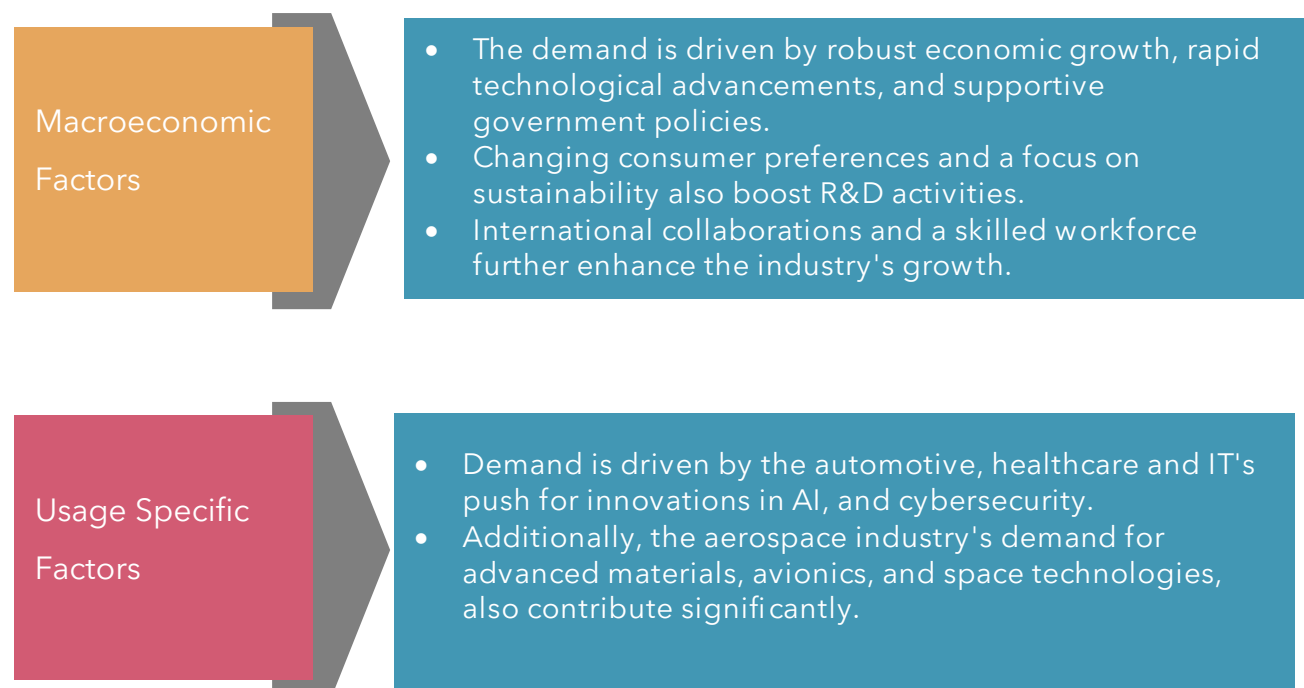 Macroeconomic
Factors
• The demand is driven by robust economic growth, rapid
technological advancements, and supportive
government policies.
• Changing consumer preferences and a focus on
sustainability also boost R&D activities.
• International collaborations and a skilled workforce
further enhance the industry's growth.
Usage Specific
Factors
• Demand is driven by the automotive, healthcare and IT's
push for innovations in AI, and cybersecurity.
• Additionally, the aerospace industry's demand for
advanced materials, avionics, and space technologies,
also contribute significantly.